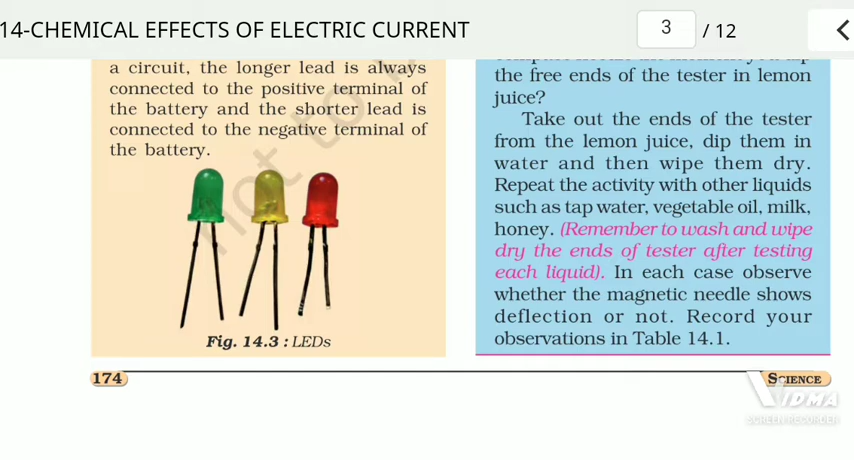 14-CHEMICAL EFFECTS OF ELECTRIC CURRENT
3 / 12
a circuit, the longer lead is always
connected to the positive terminal of
the battery and the shorter lead is
connected to the negative terminal of
the battery.
not to
Fig. 14.3 : LEDs
the free ends of the tester in lemon
juice?
Take out the ends of the tester
from the lemon juice, dip them in
water and then wipe them dry.
Repeat the activity with other liquids
such as tap water, vegetable oil, milk,
honey. (Remember to wash and wipe
dry the ends of tester after testing
each liquid). In each case observe
whether the magnetic needle shows
deflection or not. Record your
observations in Table 14.1.
174
SCIENCE
VIDMA
SCREEN RECORDER